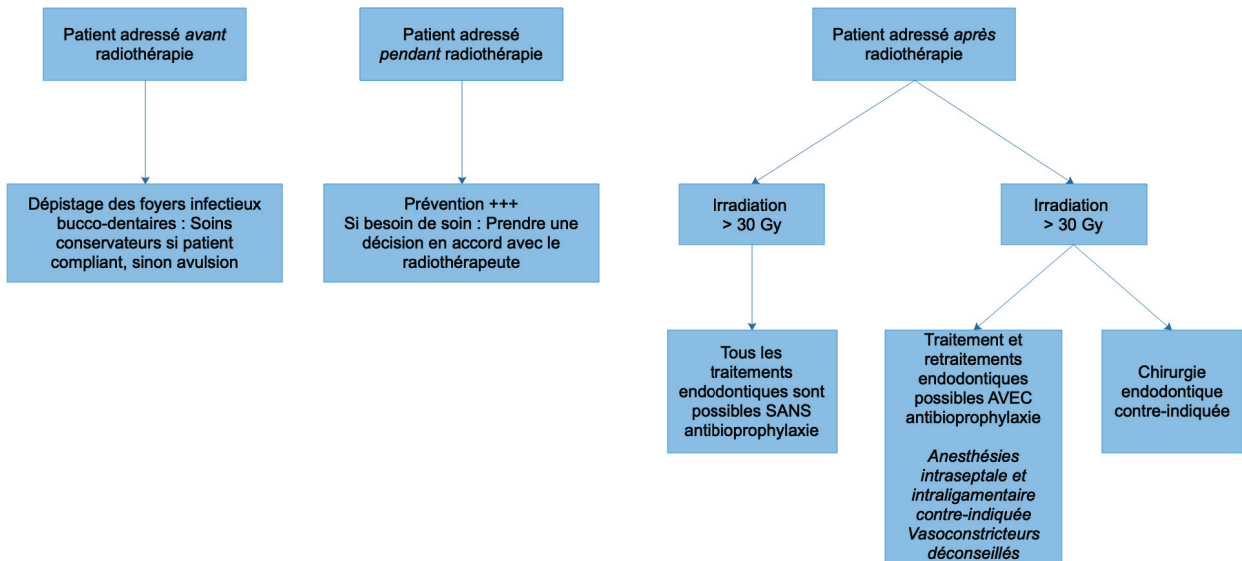 Patient adressé avant
radiothérapie
Patient adressé
pendant radiothérapie
Patient adressé après
radiothérapie
Dépistage des foyers infectieux
bucco-dentaires : Soins
conservateurs si patient
compliant, sinon avulsion
Prévention +++
Si besoin de soin : Prendre une
décision en accord avec le
radiothérapeute
Irradiation
> 30 Gy
Irradiation
> 30 Gy
Tous les
traitements
endodontiques sont
possibles SANS
antibioprophylaxie
Traitement et
retraitements
endodontiques
possibles AVEC
antibioprophylaxie
Anesthésies
intraseptale et
intraligamentaire
contre-indiquée
Vasoconstricteurs
déconseillés
Chirurgie
endodontique
contre-indiquée